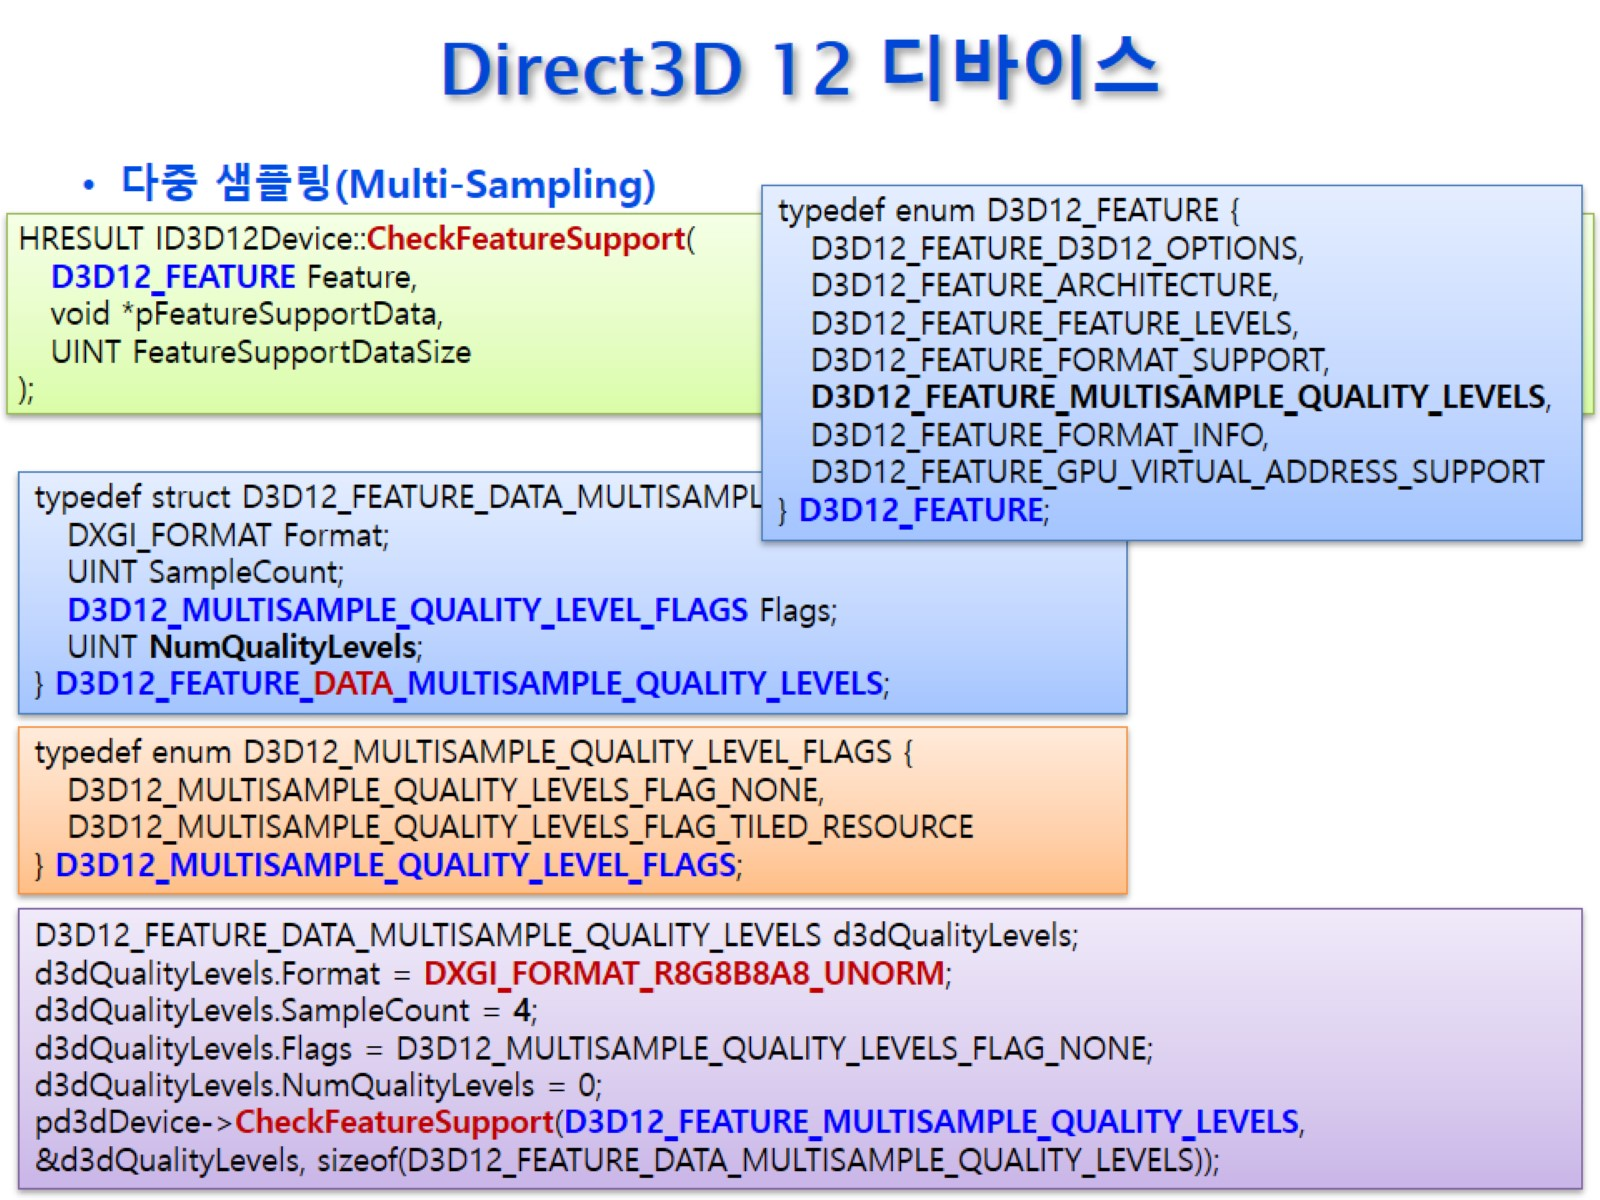 Direct3D 12 디바이스
• 다중 샘플링(Multi-Sampling)
HRESULT ID3D12Device::CheckFeatureSupport(
D3D12_FEATURE Feature,
void *pFeatureSupportData,
UINT FeatureSupportDataSize
);
typedef enum D3D12_FEATURE {
D3D12_FEATURE_D3D12_OPTIONS,
D3D12_FEATURE_ARCHITECTURE,
D3D12_FEATURE_FEATURE_LEVELS,
D3D12_FEATURE_FORMAT_SUPPORT,
D3D12_FEATURE_MULTISAMPLE_QUALITY_LEVELS,
D3D12_FEATURE_FORMAT_INFO,
D3D12_FEATURE_GPU_VIRTUAL_ADDRESS_SUPPORT
} D3D12_FEATURE;
typedef struct D3D12_FEATURE_DATA_MULTISAMPL
DXGI_FORMAT Format;
UINT SampleCount;
D3D12_MULTISAMPLE_QUALITY_LEVEL_FLAGS Flags;
UINT NumQualityLevels;
} D3D12_FEATURE_DATA_MULTISAMPLE_QUALITY_LEVELS;
typedef enum D3D12_MULTISAMPLE_QUALITY_LEVEL_FLAGS {
D3D12_MULTISAMPLE_QUALITY_LEVELS_FLAG_NONE,
D3D12_MULTISAMPLE_QUALITY_LEVELS_FLAG_TILED_RESOURCE
} D3D12_MULTISAMPLE_QUALITY_LEVEL_FLAGS;
D3D12_FEATURE_DATA_MULTISAMPLE_QUALITY_LEVELS d3dQualityLevels;
d3dQualityLevels.Format = DXGI_FORMAT_R8G8B8A8_UNORM;
d3dQualityLevels.SampleCount = 4;
d3dQualityLevels.Flags = D3D12_MULTISAMPLE_QUALITY_LEVELS_FLAG_NONE;
d3dQualityLevels.NumQualityLevels = 0;
pd3dDevice->CheckFeatureSupport(D3D12_FEATURE_MULTISAMPLE_QUALITY_LEVELS,
&d3dQualityLevels, sizeof(D3D12_FEATURE_DATA_MULTISAMPLE_QUALITY_LEVELS));